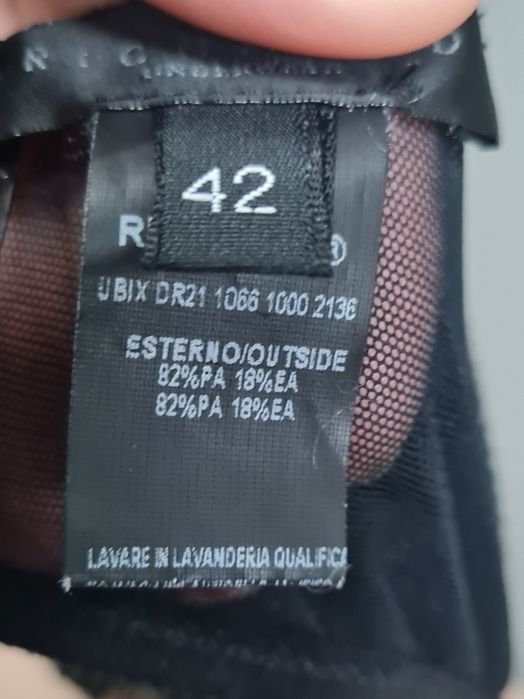 UNDERWEAR
42
R ®
UBIX DR21 1066 1000 2136
ESTERNO/OUTSIDE
82%PA 18%EA
82%PA 18%EA
LAVARE IN LAVANDERIA QUALIFICA